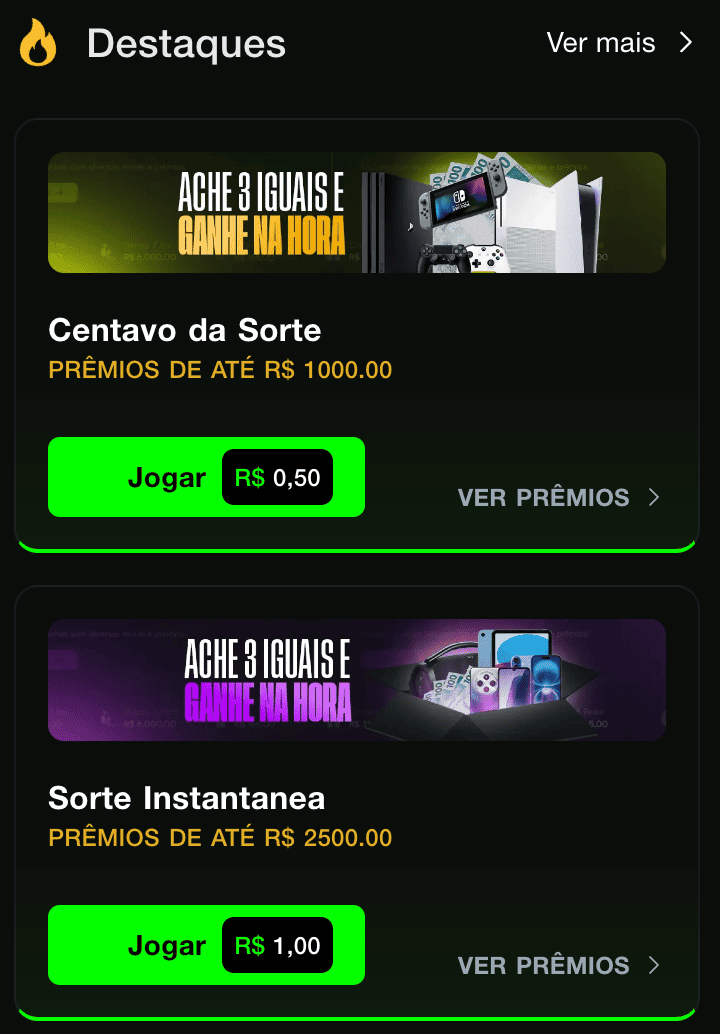 Destaques
Ver mais
ACHE 3 IGUAIS E
GANHE NA HORA
Centavo da Sorte
PRÊMIOS DE ATÉ R$ 1000.00
Jogar R$ 0,50
VER PRÊMIOS
ACHE 3 IGUAIS E
GANHE NA HORA
Sorte Instantanea
PRÊMIOS DE ATÉ R$ 2500.00
Jogar R$ 1,00
VER PRÊMIOS